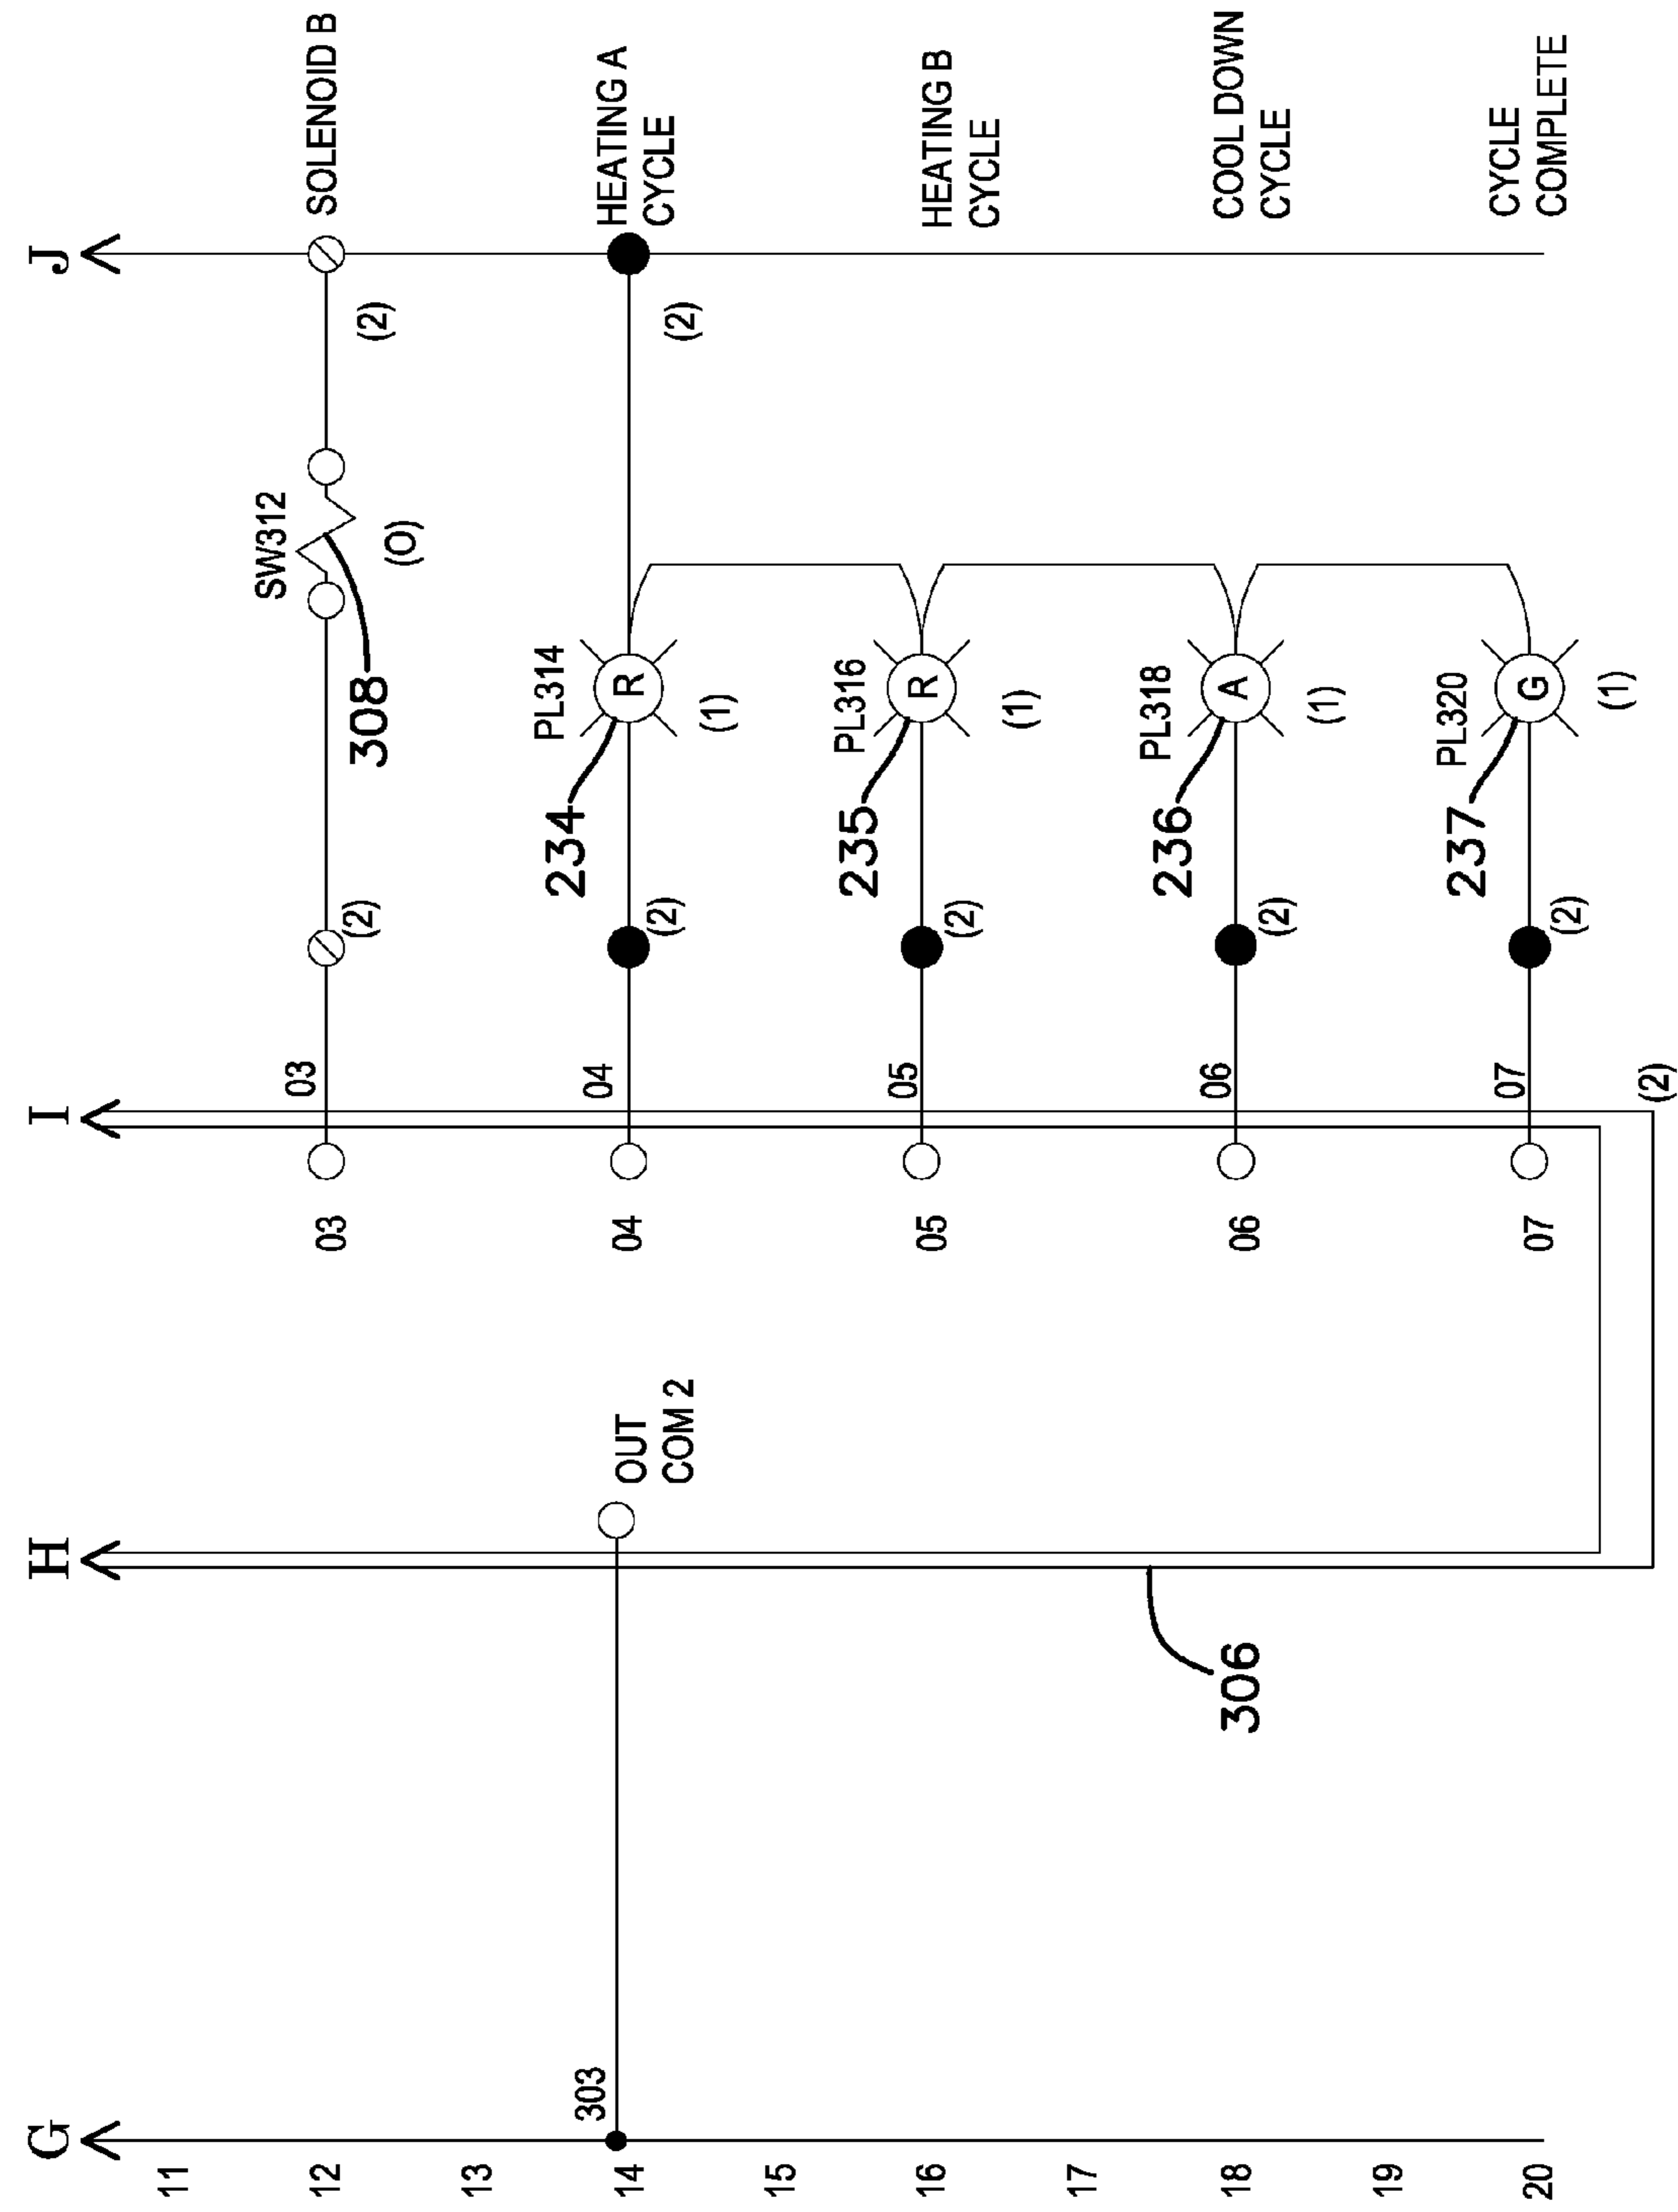 G
H
I
J
11
12
03
03
(2)
SW312
308
(O)
(2)
SOLENOID B
13
14
303
OUT
COM 2
04
04
(2)
234
PL314
R
(1)
(2)
HEATING A
CYCLE
15
16
05
05
(2)
235
PL316
R
(1)
HEATING B
CYCLE
17
306
18
06
06
(2)
236
PL318
A
(1)
COOL DOWN
CYCLE
19
20
07
07
(2)
237
PL320
G
(1)
CYCLE
COMPLETE
(2)